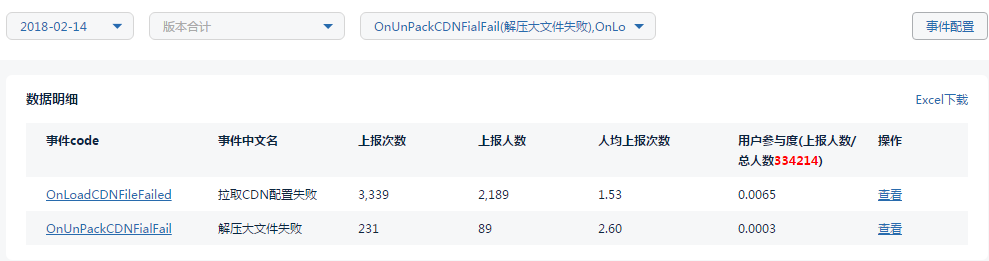 2018-02-14
版本合计
OnUnPackCDNFialFail(解压大文件失败),OnLo
事件配置
数据明细
Excel下载
事件code 事件中文名 上报次数 上报人数 人均上报次数 用户参与度(上报人数/ 操作
总人数334214)
OnLoadCDNFileFailed 拉取CDN配置失败 3,339 2,189 1.53 0.0065 查看
OnUnPackCDNFialFail 解压大文件失败 231 89 2.60 0.0003 查看